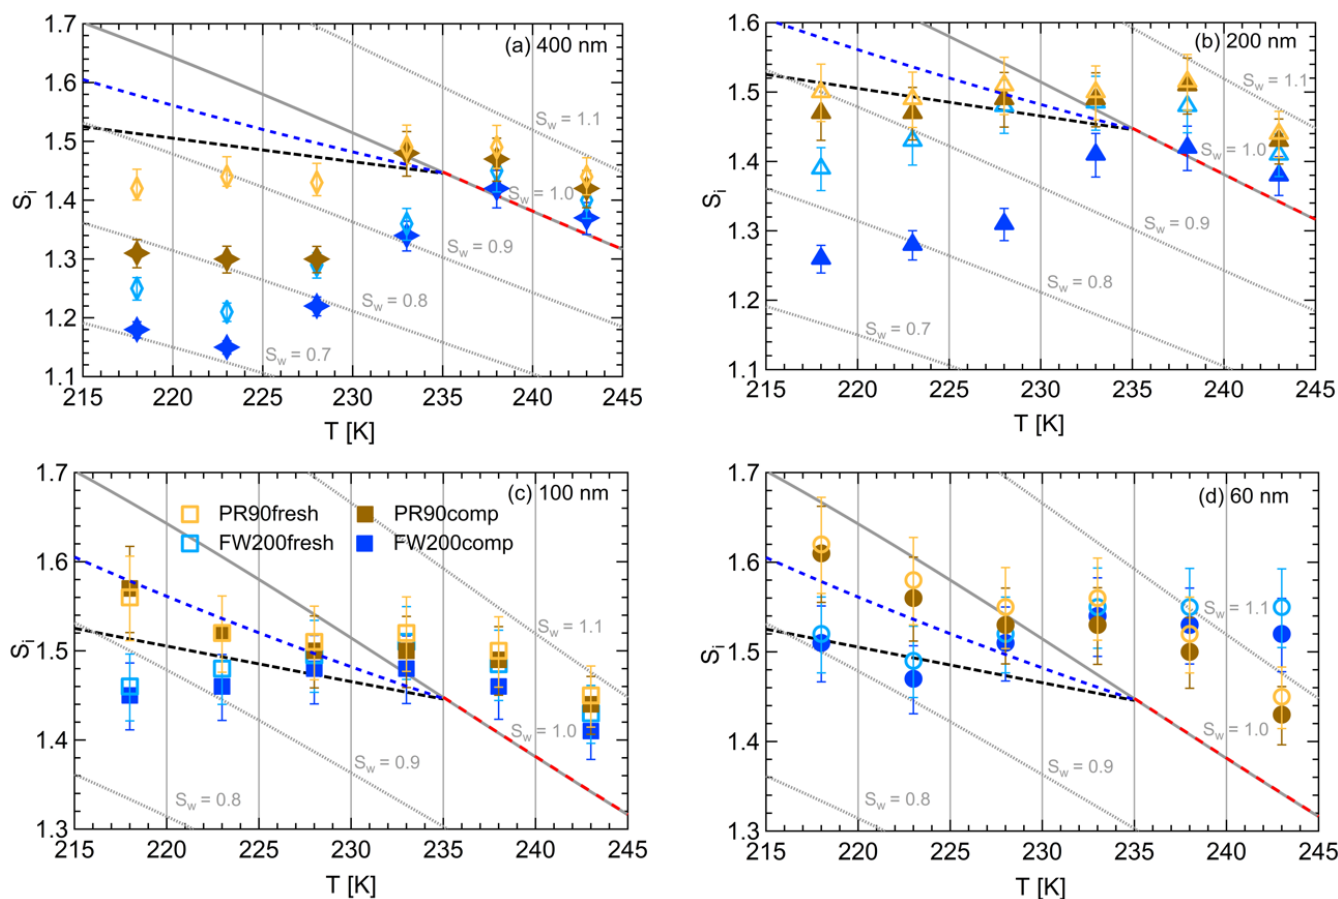 1.7
1.6
1.5
1.4
1.3
1.2
1.1
Si
(a) 400 nm
Sw = 1.1
Sw = 1.0
Sw = 0.9
Sw = 0.8
Sw = 0.7
215 220 225 230 235 240 245
T [K]
1.6
1.5
1.4
1.3
1.2
1.1
Si
(b) 200 nm
Sw = 1.1
Sw = 1.0
Sw = 0.9
Sw = 0.8
Sw = 0.7
215 220 225 230 235 240 245
T [K]
1.7
1.6
1.5
1.4
1.3
Si
(c) 100 nm
PR90fresh PR90comp
FW200fresh FW200comp
Sw = 1.1
Sw = 1.0
Sw = 0.9
Sw = 0.8
215 220 225 230 235 240 245
T [K]
1.7
1.6
1.5
1.4
1.3
Si
(d) 60 nm
Sw = 1.1
Sw = 1.0
Sw = 0.9
Sw = 0.8
215 220 225 230 235 240 245
T [K]